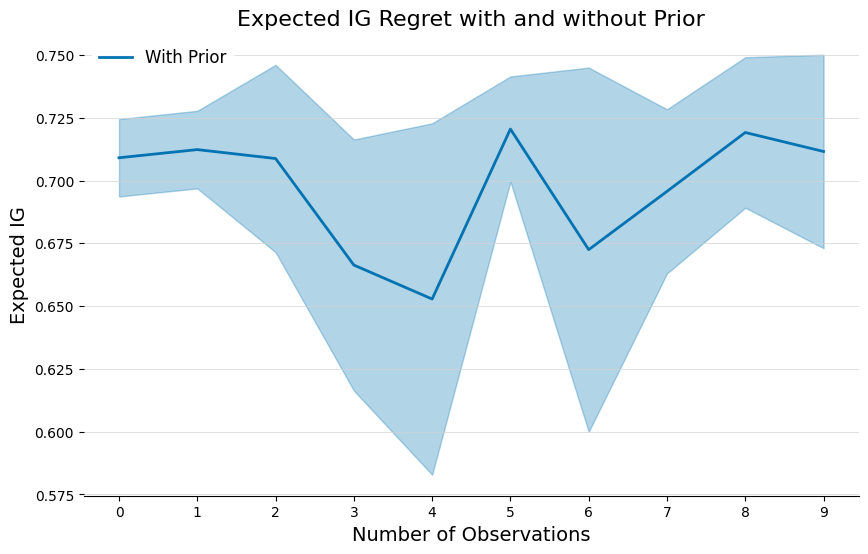 Expected IG Regret with and without Prior
With Prior
Expected IG
0.750
0.725
0.700
0.675
0.650
0.625
0.600
0.575
0 1 2 3 4 5 6 7 8 9
Number of Observations